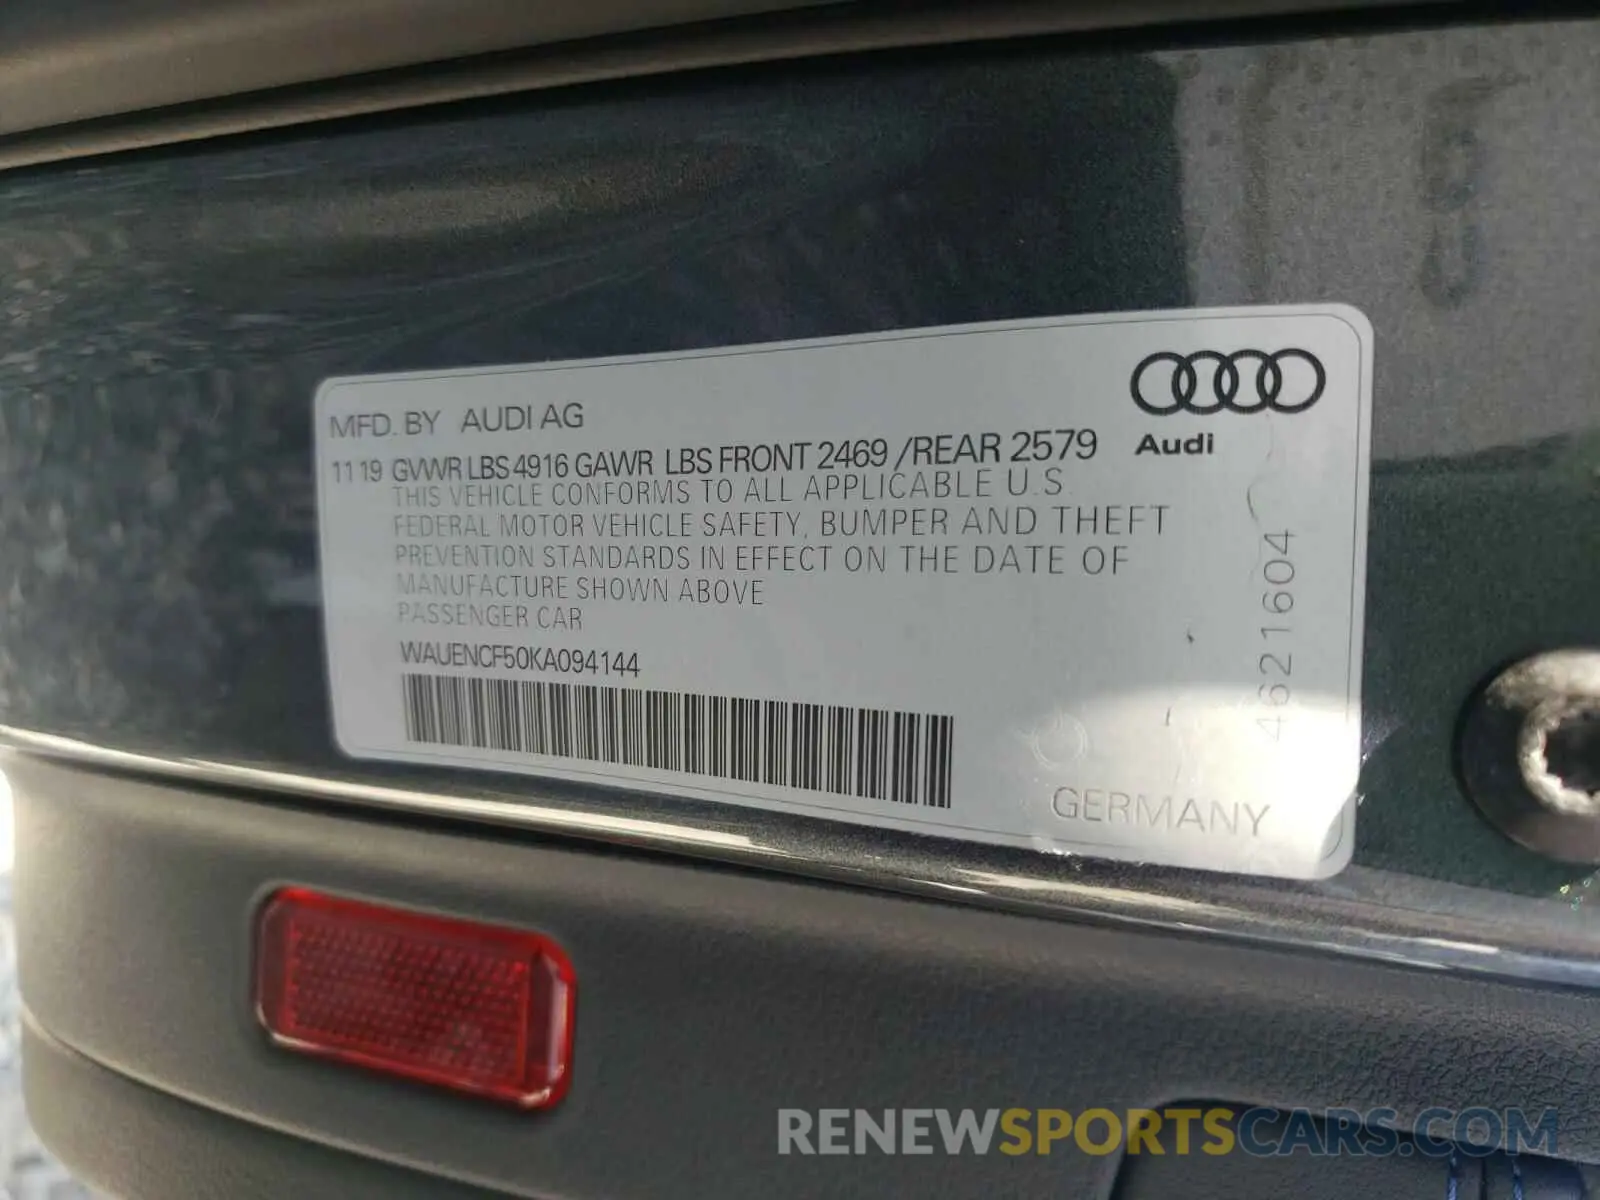 MFD. BY AUDI AG
Audi
11 19 GVWR LBS 4916 GAWR LBS FRONT 2469 /REAR 2579
THIS VEHICLE CONFORMS TO ALL APPLICABLE U.S.
FEDERAL MOTOR VEHICLE SAFETY, BUMPER AND THEFT
PREVENTION STANDARDS IN EFFECT ON THE DATE OF
MANUFACTURE SHOWN ABOVE
PASSENGER CAR
WAUENCF50KA094144
4621604
GERMANY
RENEWSPORTSCARS.COM